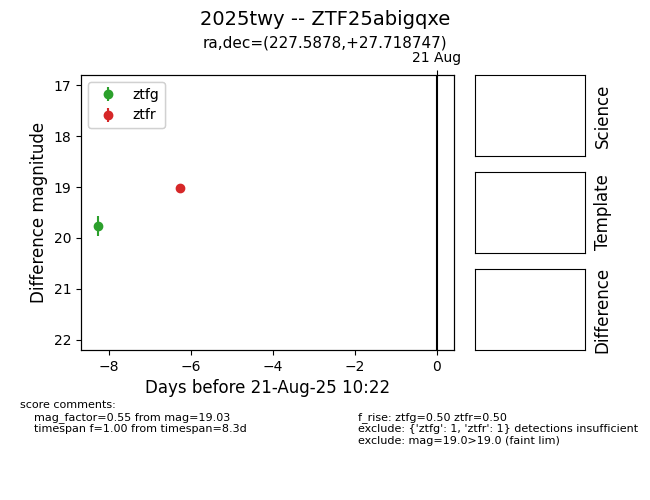 2025twy -- ZTF25abigqxe
ra,dec=(227.5878,+27.718747)
21 Aug
ztfg
ztfr
17
18
19
20
21
22
Difference magnitude
−8
−6
−4
−2
0
Days before 21-Aug-25 10:22
Science
Template
Difference
score comments:
mag_factor=0.55 from mag=19.03
timespan f=1.00 from timespan=8.3d
f_rise: ztfg=0.50 ztfr=0.50
exclude: {'ztfg': 1, 'ztfr': 1} detections insufficient
exclude: mag=19.0>19.0 (faint lim)